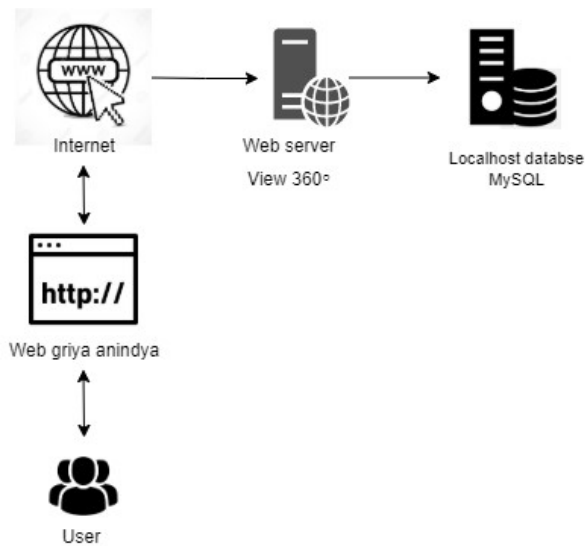 www
Internet
Web server
View 360°
Localhost databse
MySQL
http://
Web griya anindya
User